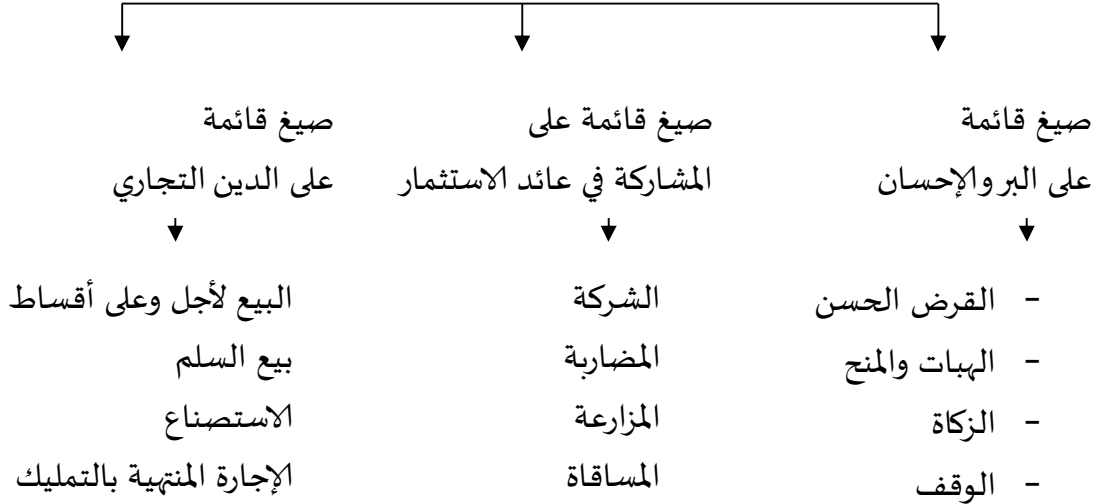 صيغ قائمة
على البر والإحسان
- القرض الحسن
- الهبات والمنح
- الزكاة
- الوقف
صيغ قائمة على
المشاركة في عائد الاستثمار
الشركة
المضاربة
المزارعة
المساقاة
صيغ قائمة
على الدين التجاري
البيع لأجل وعلى أقساط
بيع السلم
الاستصناع
الإجارة المنتهية بالتمليك